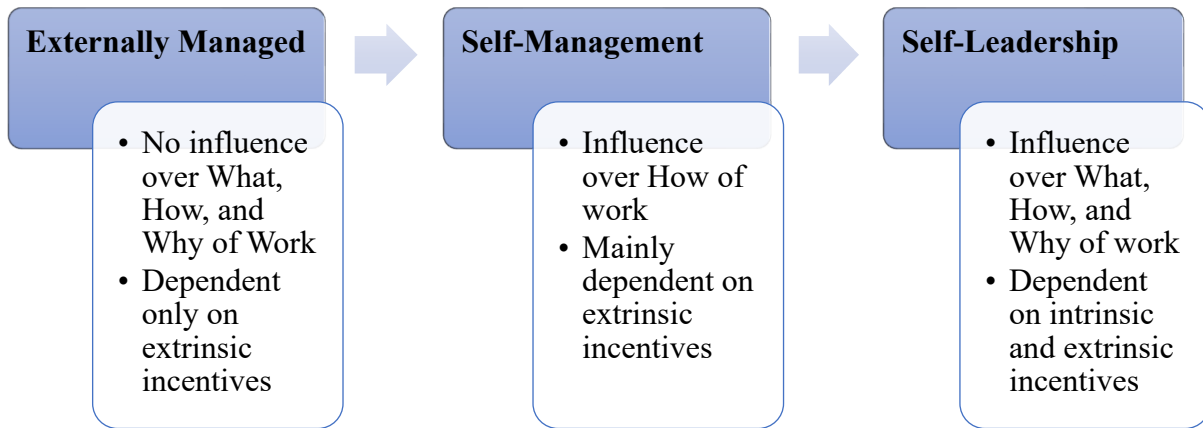 Externally Managed
• No influence
over What,
How, and
Why of Work
• Dependent
only on
extrinsic
incentives
Self-Management
• Influence
over How of
work
• Mainly
dependent on
extrinsic
incentives
Self-Leadership
• Influence
over What,
How, and
Why of work
• Dependent
on intrinsic
and extrinsic
incentives